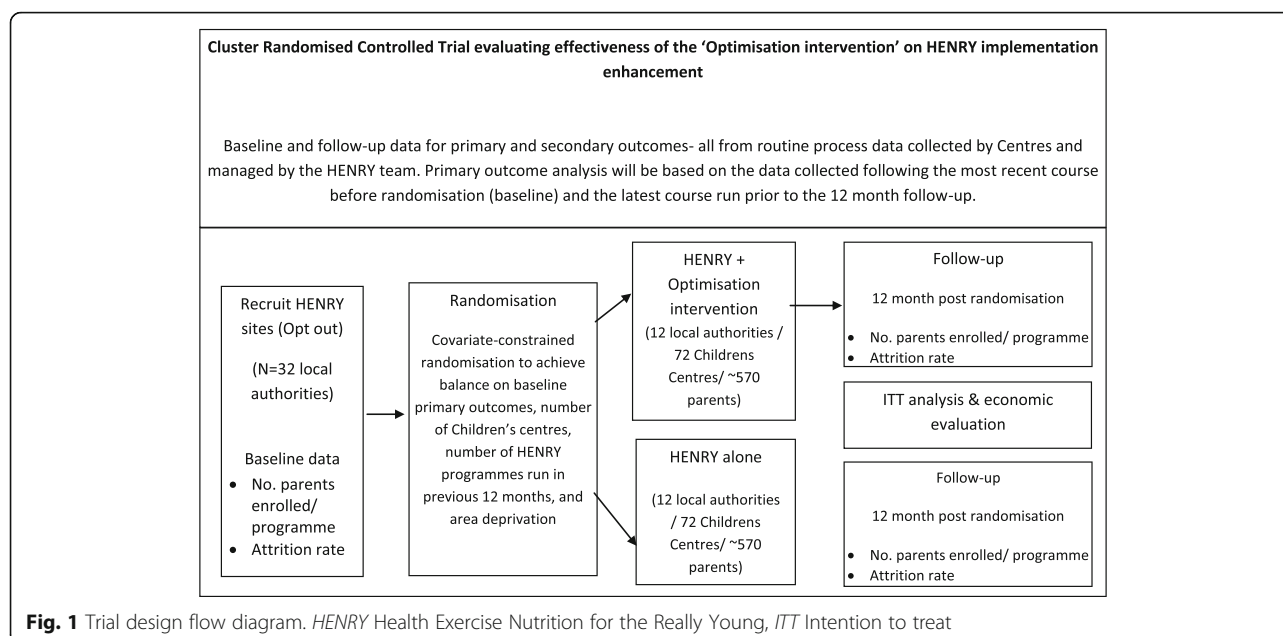 Cluster Randomised Controlled Trial evaluating effectiveness of the ‘Optimisation intervention’ on HENRY implementation
enhancement
Baseline and follow-up data for primary and secondary outcomes- all from routine process data collected by Centres and
managed by the HENRY team. Primary outcome analysis will be based on the data collected following the most recent course
before randomisation (baseline) and the latest course run prior to the 12 month follow-up.
Recruit HENRY
sites (Opt out)
(N=32 local
authorities)
Baseline data
• No. parents
enrolled/
programme
• Attrition rate
Randomisation
Covariate-constrained
randomisation to achieve
balance on baseline
primary outcomes, number
of Children’s centres,
number of HENRY
programmes run in
previous 12 months, and
area deprivation
HENRY +
Optimisation
intervention
(12 local authorities /
72 Childrens
Centres/ ~570
parents)
HENRY alone
(12 local authorities
/ 72 Childrens
Centres/ ~570
parents)
Follow-up
12 month post randomisation
• No. parents enrolled/ programme
• Attrition rate
ITT analysis & economic
evaluation
Follow-up
12 month post randomisation
• No. parents enrolled/ programme
• Attrition rate
Fig. 1 Trial design flow diagram. HENRY Health Exercise Nutrition for the Really Young, ITT Intention to treat